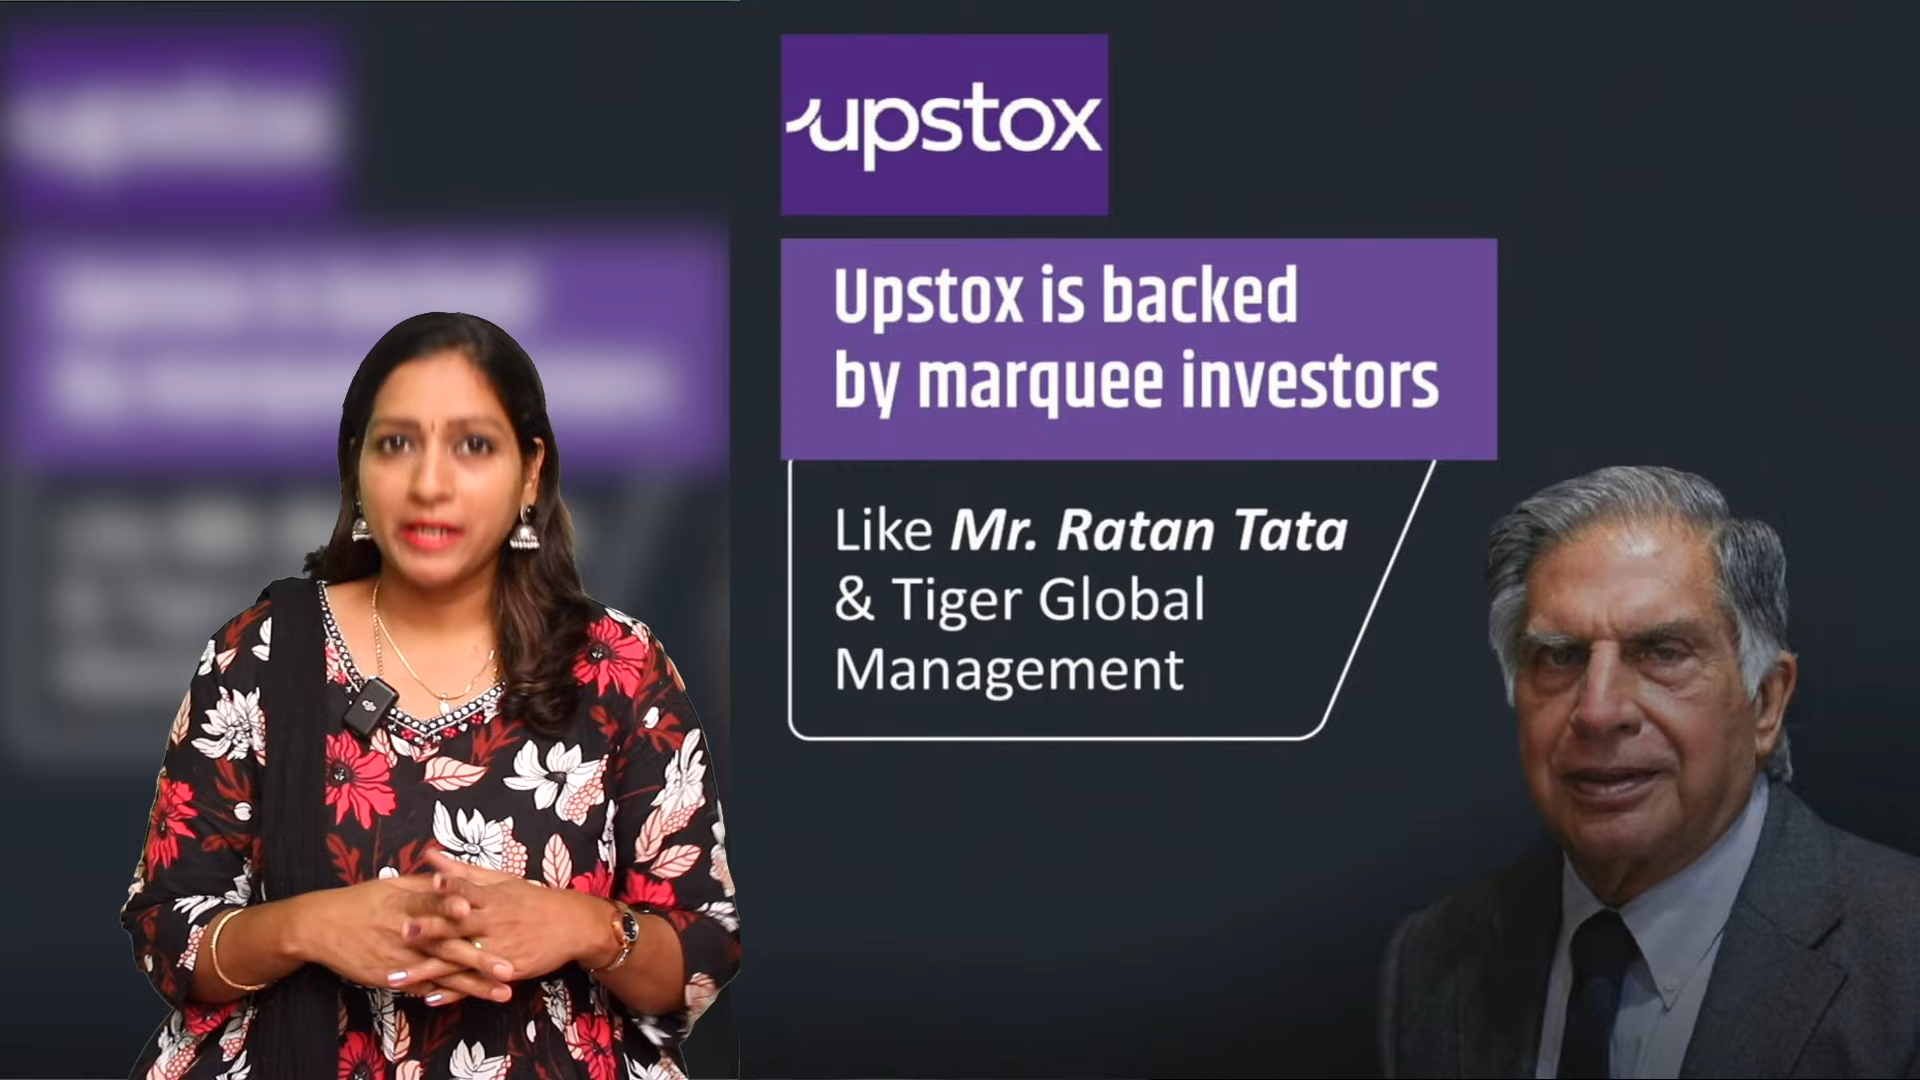 upstox
Upstox is backed
by marquee investors
Like Mr. Ratan Tata
& Tiger Global
Management